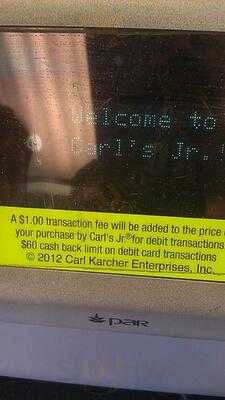 Welcome to
Carl's Jr.!
A $1.00 transaction fee will be added to the price
your purchase by Carl's Jr.® for debit transactions
$60 cash back limit on debit card transactions
© 2012 Carl Karcher Enterprises, Inc.
par